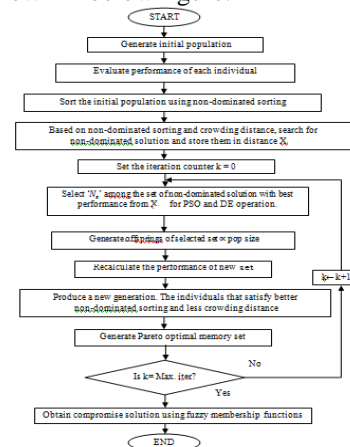 START
Generate initial population
Evaluate performance of each individual
Sort the initial population using non-dominated sorting
Based on non-dominated sorting and crowding distance, search for
non-dominated solution and store them in distance X.
Set the iteration counter k = 0
Select 'N' among the set of non-dominated solution with best
performance from X. for PSO and DE operation.
Generate offsprings of selected set ∝ pop size
Recalculate the performance of new set
k← k+1
Produce a new generation. The individuals that satisfy better
non-dominated sorting and less crowding distance
Generate Pareto optimal memory set
No
Is k= Max. iter?
Yes
Obtain compromise solution using fuzzy membership functions
END